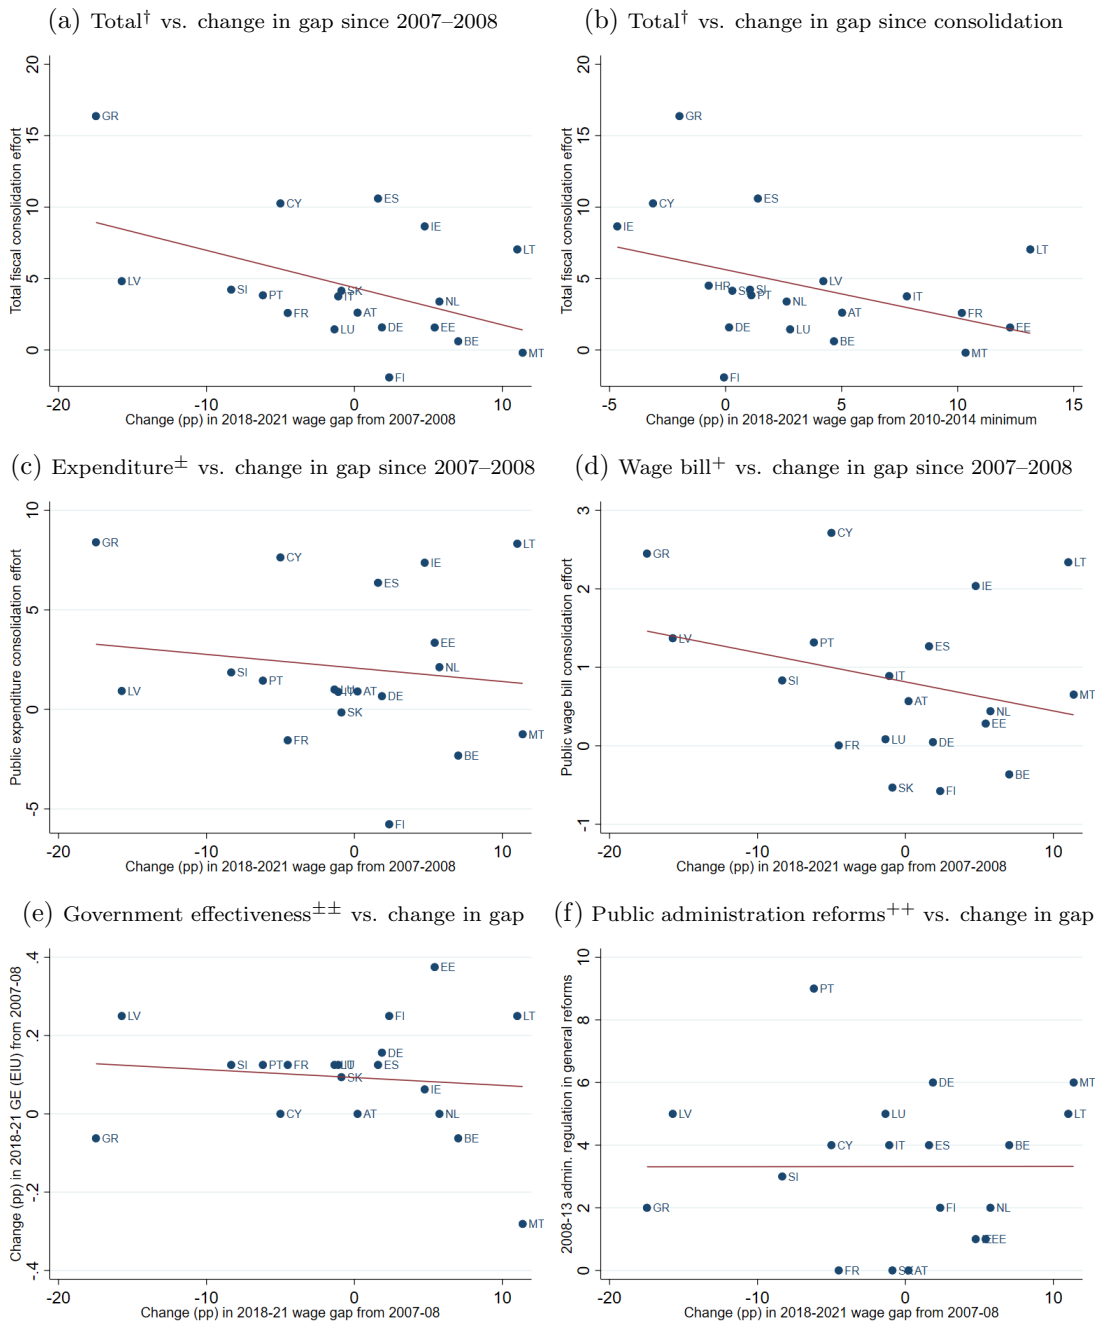 (a) Total† vs. change in gap since 2007–2008
Total fiscal consolidation effort
20
15
10
5
0
GR
CY
ES
IE
LT
LV
SI
PT
SK
IT
NL
FR
AT
LU
DE
EE
BE
MT
FI
-20 -10 0 10
Change (pp) in 2018-2021 wage gap from 2007-2008
(b) Total† vs. change in gap since consolidation
Total fiscal consolidation effort
20
15
10
5
0
GR
CY
ES
IE
LT
HR
SI
PT
LV
NL
IT
AT
FR
DE
LU
EE
BE
MT
FI
-5 0 5 10 15
Change (pp) in 2018-2021 wage gap from 2010-2014 minimum
(c) Expenditure± vs. change in gap since 2007–2008
Public expenditure consolidation effort
10
5
0
-5
GR
LT
CY
IE
ES
EE
NL
SI
PT
LV
AT
DE
SK
FR
MT
BE
FI
-20 -10 0 10
Change (pp) in 2018-2021 wage gap from 2007-2008
(d) Wage bill+ vs. change in gap since 2007–2008
Public wage bill consolidation effort
3
2
1
0
-1
CY
GR
LT
IE
LV
PT
ES
SI
IT
MT
AT
NL
EE
LU
DE
FR
BE
SK
FI
-20 -10 0 10
Change (pp) in 2018-2021 wage gap from 2007-2008
(e) Government effectiveness±± vs. change in gap
Change (pp) in 2018-21 GE (EIU) from 2007-08
.4
.2
0
-.2
-.4
EE
LV
FI
LT
DE
SI
PT
FR
LU
ES
SK
IE
CY
AT
NL
GR
BE
MT
-20 -10 0 10
Change (pp) in 2018-21 wage gap from 2007-08
(f) Public administration reforms++ vs. change in gap
2008-13 admin. regulation in general reforms
10
8
6
4
2
0
PT
DE
MT
LV
LU
LT
CY
IT
ES
BE
SI
GR
FI
NL
EE
FR
SK
AT
-20 -10 0 10
Change (pp) in 2018-2021 wage gap from 2007-08